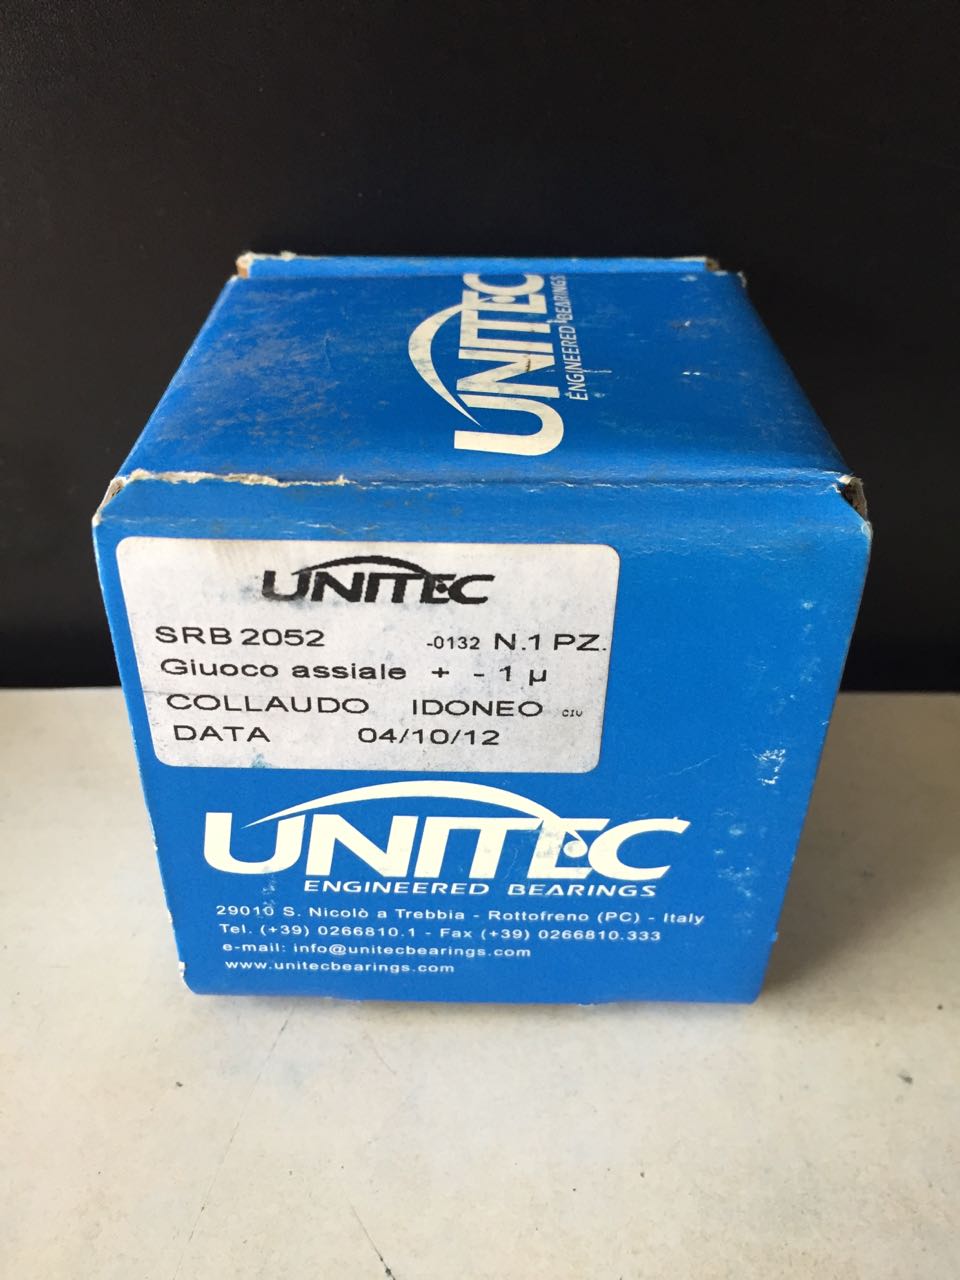 UNITEC
ENGINEERED BEARINGS
UNITEC
SRB 2052 -0132 N.1 PZ.
Giuoco assiale + - 1 µ
COLLAUDO IDONEO CIV
DATA 04/10/12
UNITEC
ENGINEERED BEARINGS
29010 S. Nicolò a Trebbia - Rottofreno (PC) - Italy
Tel. (+39) 0266810.1 - Fax (+39) 0266810.333
e-mail: info@unitecbearings.com
www.unitecbearings.com